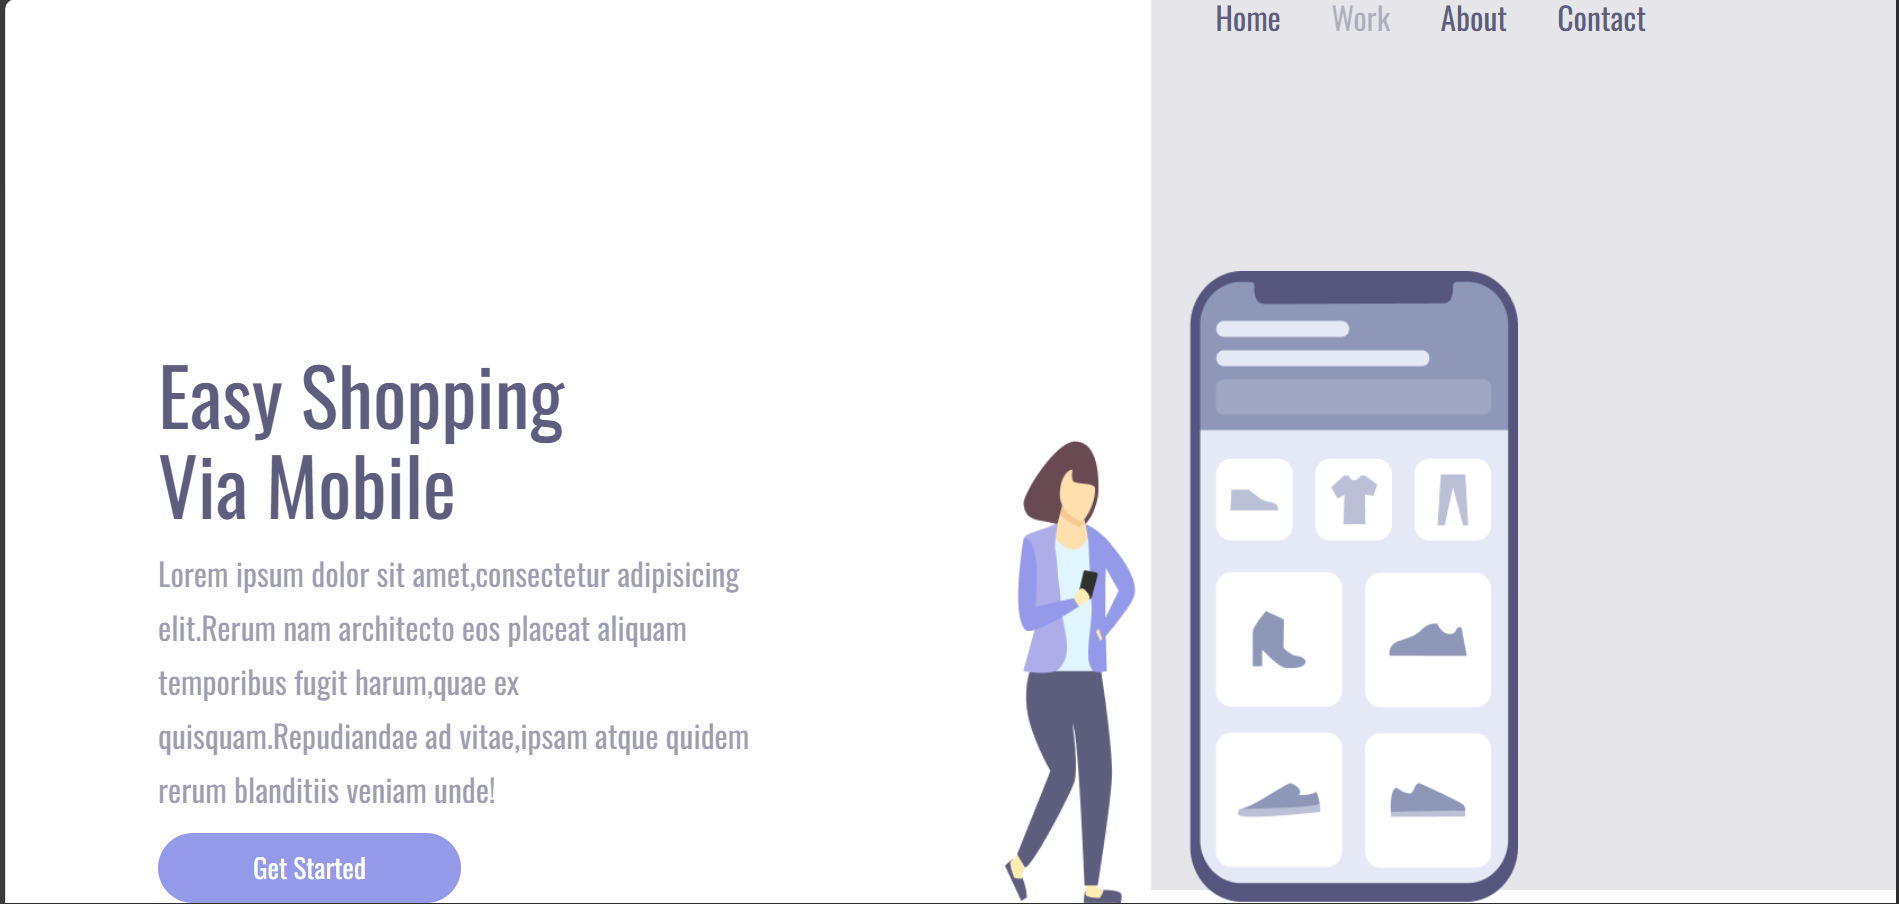 Home Work About Contact
Easy Shopping
Via Mobile
Lorem ipsum dolor sit amet,consectetur adipisicing
elit.Rerum nam architecto eos placeat aliquam
temporibus fugit harum,quae ex
quisquam.Repudiandae ad vitae,ipsam atque quidem
rerum blanditiis veniam unde!
Get Started